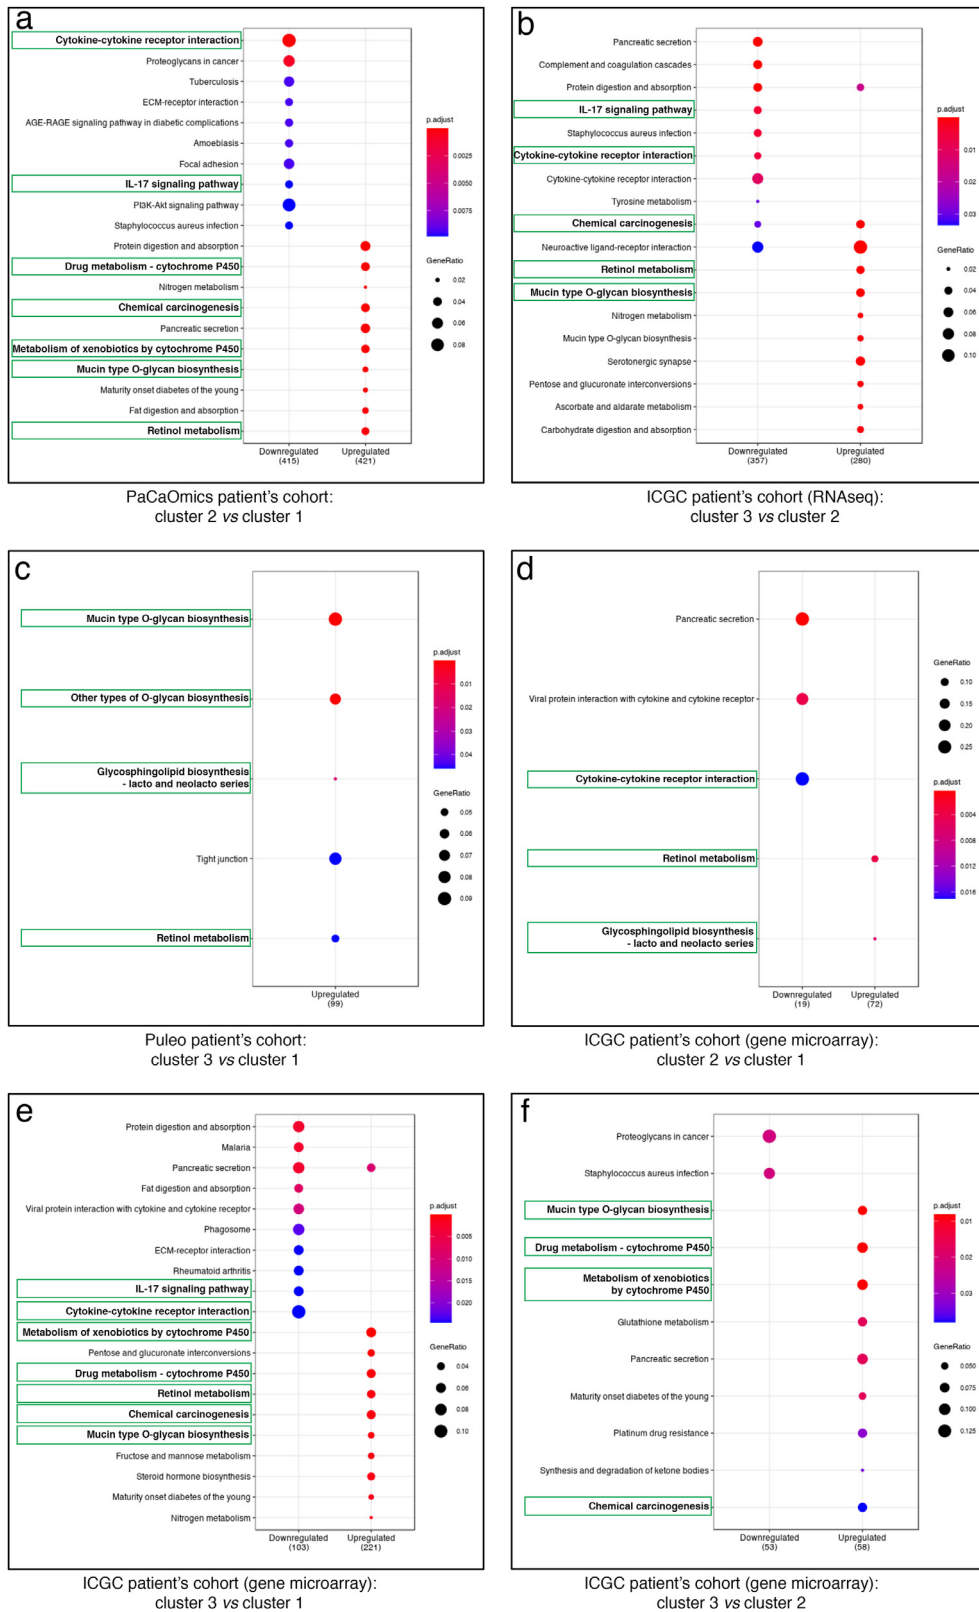 a
Cytokine-cytokine receptor interaction
Proteoglycans in cancer
Tuberculosis
ECM-receptor interaction
AGE-RAGE signaling pathway in diabetic complications
Amoebiasis
Focal adhesion
IL-17 signaling pathway
PI3K-Akt signaling pathway
Staphylococcus aureus infection
Protein digestion and absorption
Drug metabolism - cytochrome P450
Nitrogen metabolism
Chemical carcinogenesis
Pancreatic secretion
Metabolism of xenobiotics by cytochrome P450
Mucin type O-glycan biosynthesis
Maturity onset diabetes of the young
Fat digestion and absorption
Retinol metabolism
Downregulated
(415)
Upregulated
(421)
p.adjust
0.0025
0.0050
0.0075
GeneRatio
0.02
0.04
0.06
0.08
PaCaOmics patient's cohort:
cluster 2 vs cluster 1
b
Pancreatic secretion
Complement and coagulation cascades
Protein digestion and absorption
IL-17 signaling pathway
Staphylococcus aureus infection
Cytokine-cytokine receptor interaction
Cytokine-cytokine receptor interaction
Tyrosine metabolism
Chemical carcinogenesis
Neuroactive ligand-receptor interaction
Retinol metabolism
Mucin type O-glycan biosynthesis
Nitrogen metabolism
Mucin type O-glycan biosynthesis
Serotonergic synapse
Pentose and glucuronate interconversions
Ascorbate and aldarate metabolism
Carbohydrate digestion and absorption
Downregulated
(357)
Upregulated
(280)
p.adjust
0.01
0.02
0.03
GeneRatio
0.02
0.04
0.06
0.08
0.10
ICGC patient's cohort (RNAseq):
cluster 3 vs cluster 2
c
Mucin type O-glycan biosynthesis
Other types of O-glycan biosynthesis
Glycosphingolipid biosynthesis
- lacto and neolacto series
Tight junction
Retinol metabolism
Upregulated
(99)
p.adjust
0.01
0.02
0.03
0.04
GeneRatio
0.05
0.06
0.07
0.08
0.09
Puleo patient's cohort:
cluster 3 vs cluster 1
d
Pancreatic secretion
Viral protein interaction with cytokine and cytokine receptor
Cytokine-cytokine receptor interaction
Retinol metabolism
Glycosphingolipid biosynthesis
- lacto and neolacto series
Downregulated
(19)
Upregulated
(72)
GeneRatio
0.10
0.15
0.20
0.25
p.adjust
0.004
0.008
0.012
0.016
ICGC patient's cohort (gene microarray):
cluster 2 vs cluster 1
e
Protein digestion and absorption
Malaria
Pancreatic secretion
Fat digestion and absorption
Viral protein interaction with cytokine and cytokine receptor
Phagosome
ECM-receptor interaction
Rheumatoid arthritis
IL-17 signaling pathway
Cytokine-cytokine receptor interaction
Metabolism of xenobiotics by cytochrome P450
Pentose and glucuronate interconversions
Drug metabolism - cytochrome P450
Retinol metabolism
Chemical carcinogenesis
Mucin type O-glycan biosynthesis
Fructose and mannose metabolism
Steroid hormone biosynthesis
Maturity onset diabetes of the young
Nitrogen metabolism
Downregulated
(103)
Upregulated
(221)
p.adjust
0.005
0.010
0.015
0.020
GeneRatio
0.04
0.06
0.08
0.10
ICGC patient's cohort (gene microarray):
cluster 3 vs cluster 1
f
Proteoglycans in cancer
Staphylococcus aureus infection
Mucin type O-glycan biosynthesis
Drug metabolism - cytochrome P450
Metabolism of xenobiotics
by cytochrome P450
Glutathione metabolism
Pancreatic secretion
Maturity onset diabetes of the young
Platinum drug resistance
Synthesis and degradation of ketone bodies
Chemical carcinogenesis
Downregulated
(53)
Upregulated
(58)
p.adjust
0.01
0.02
0.03
GeneRatio
0.050
0.075
0.100
0.125
ICGC patient's cohort (gene microarray):
cluster 3 vs cluster 2